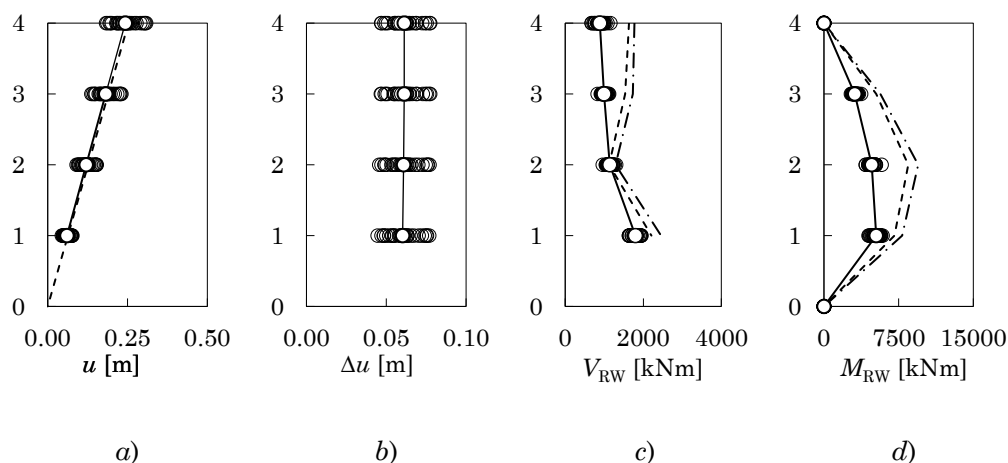 4 4 4 4
3 3 3 3
2 2 2 2
1 1 1 1
0 0 0 0
0.00 0.25 0.50 0.00 0.05 0.10 0 2000 4000 0 7500 15000
u [m] Δu [m] V_RW [kNm] M_RW [kNm]
a) b) c) d)